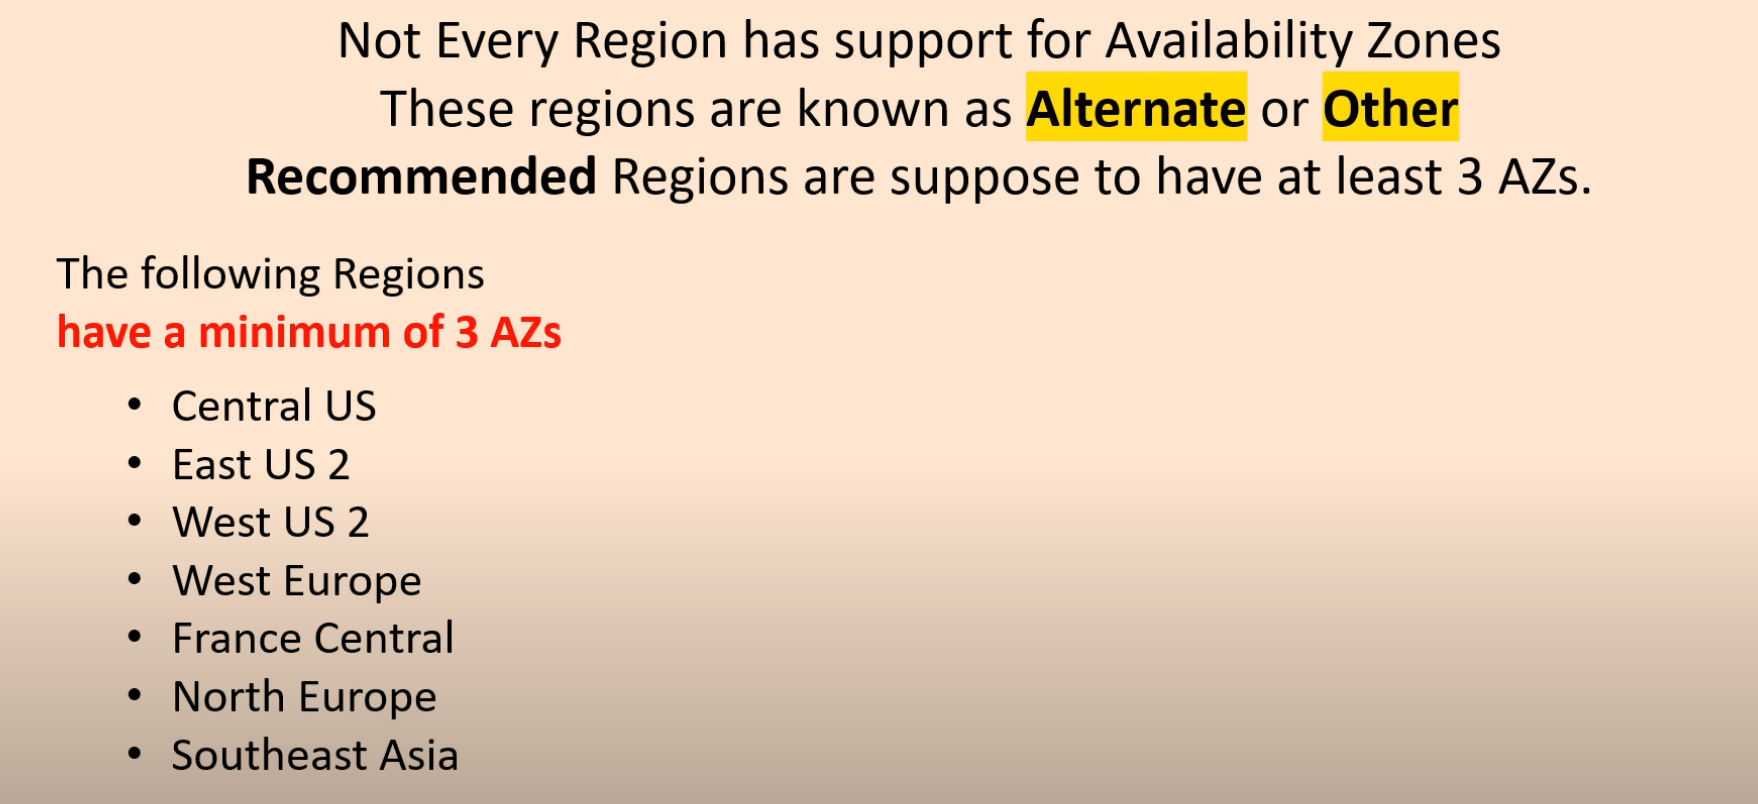 Not Every Region has support for Availability Zones
These regions are known as Alternate or Other
Recommended Regions are suppose to have at least 3 AZs.
The following Regions
have a minimum of 3 AZs
• Central US
• East US 2
• West US 2
• West Europe
• France Central
• North Europe
• Southeast Asia